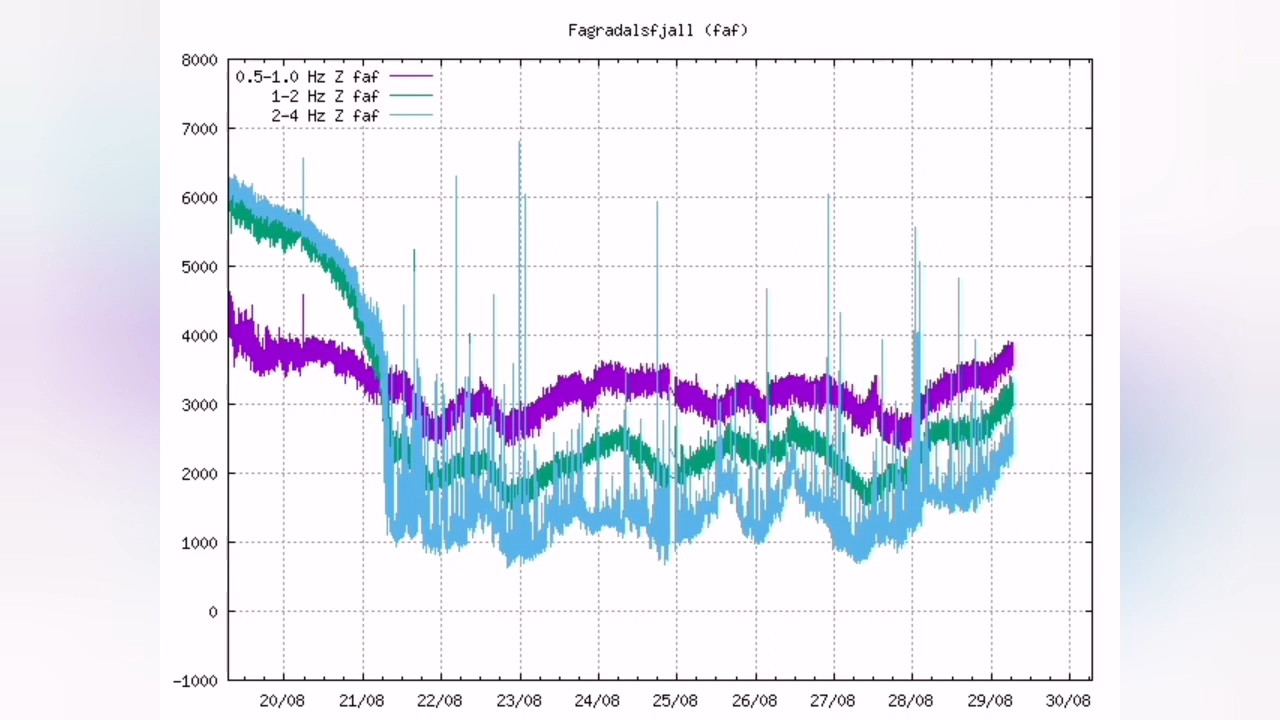 Fagradalsfjall (faf)
8000
0.5-1.0 Hz Z faf
1-2 Hz Z faf
2-4 Hz Z faf
7000
6000
5000
4000
3000
2000
1000
0
-1000
20/08 21/08 22/08 23/08 24/08 25/08 26/08 27/08 28/08 29/08 30/08